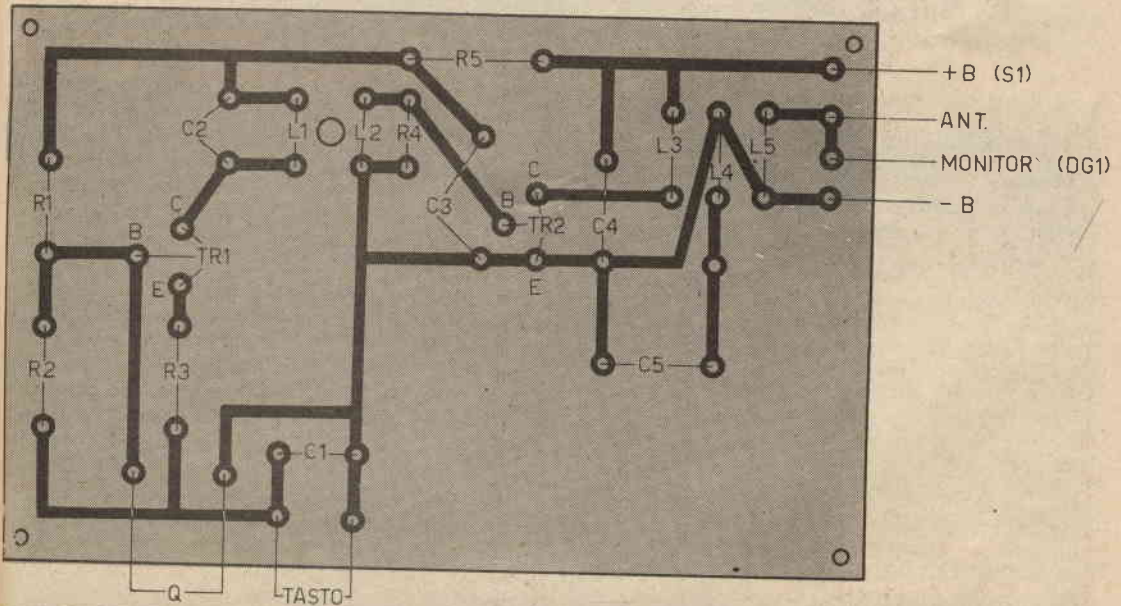 R5
+B (S1)
C2
L1
L2
R4
L3
L4
L5
ANT.
MONITOR (DG1)
R1
C
C3
B
C
TR2
C4
-B
B
TR1
E
E
R2
R3
C5
C1
Q
TASTO